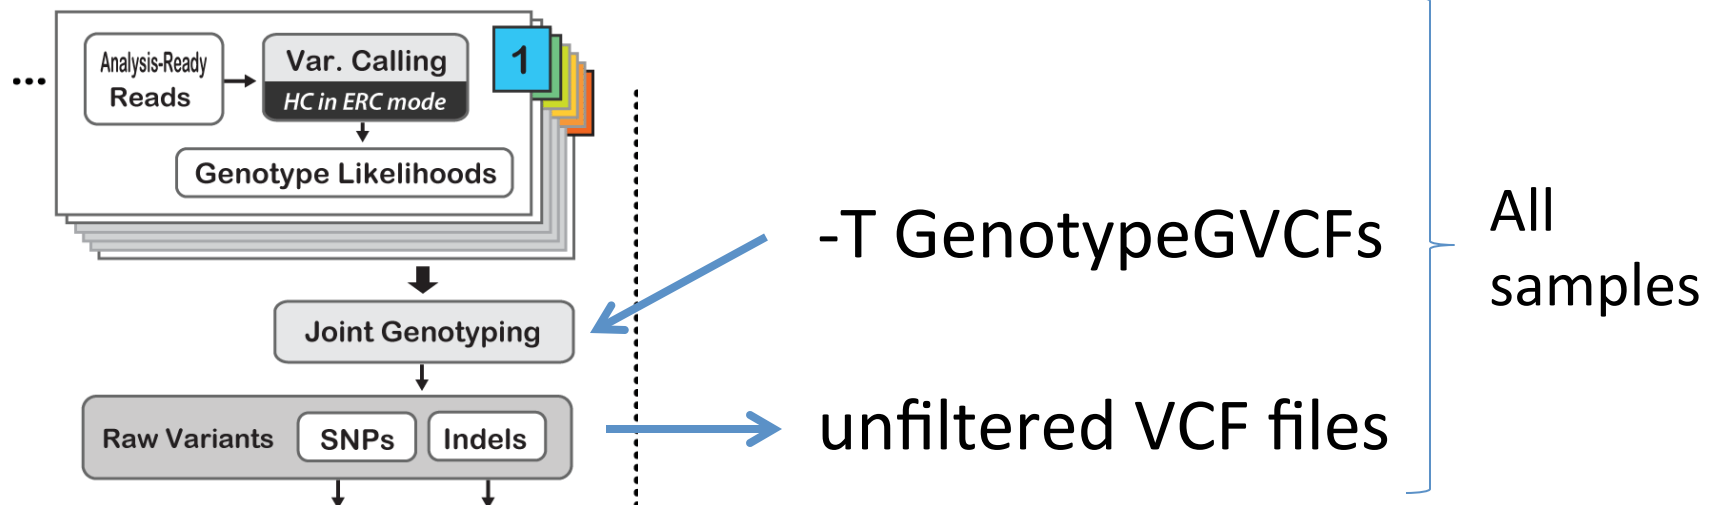 ...
Analysis-Ready
Reads
Var. Calling
HC in ERC mode
1
Genotype Likelihoods
Joint Genotyping
Raw Variants
SNPs
Indels
-T GenotypeGVCFs
unfiltered VCF files
All
samples